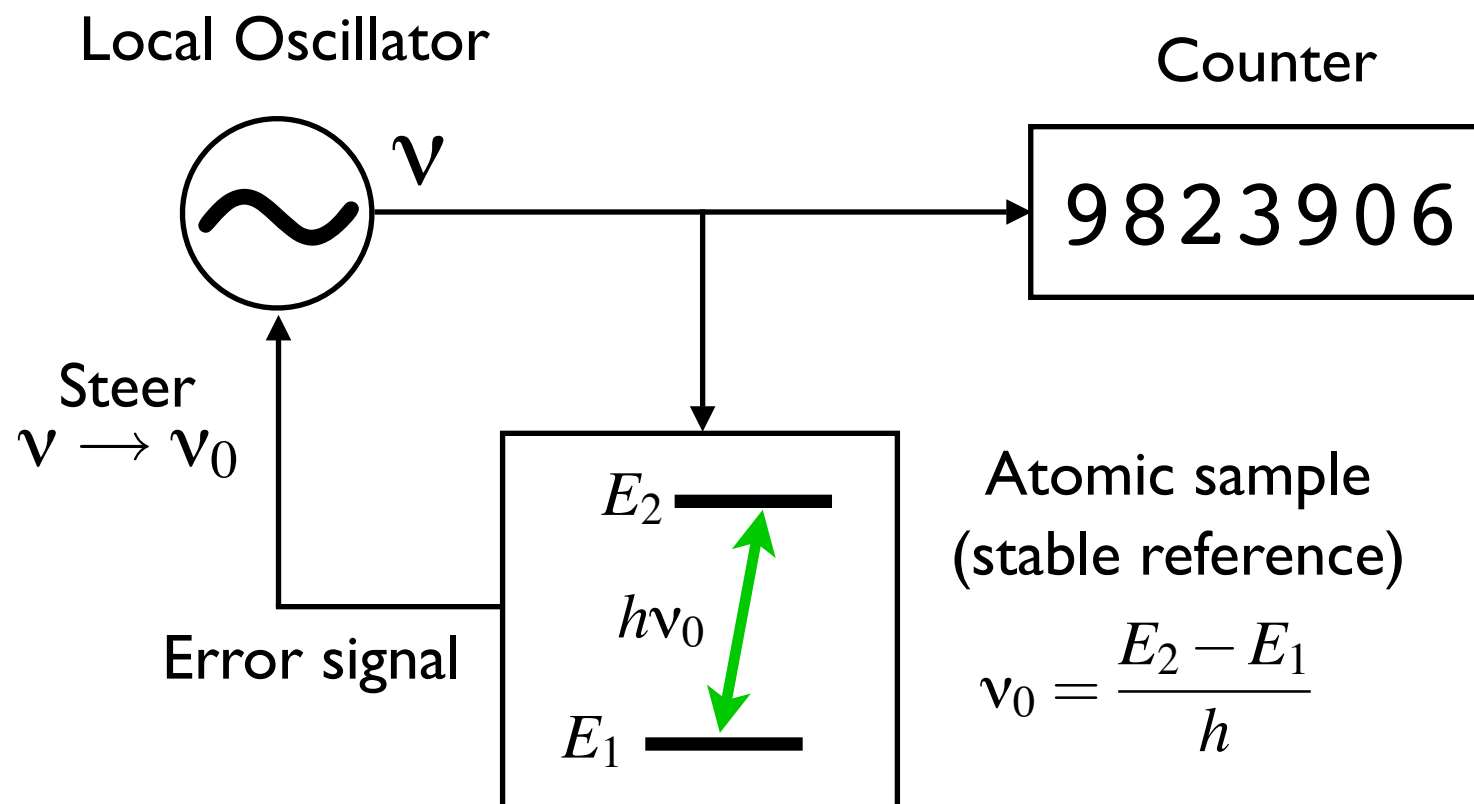 Local Oscillator
Counter
ν
9823906
Steer
ν → ν₀
Error signal
E₂
hν₀
E₁
Atomic sample
(stable reference)
ν₀ = (E₂ − E₁) / h